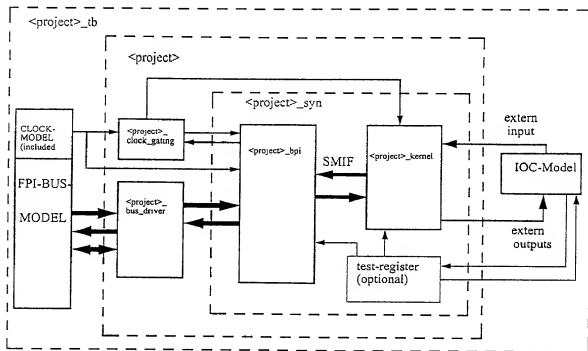 <project>_tb
<project>
<project>_syn
CLOCK-
MODEL
(included
FPI-BUS-
MODEL
<project>_
clock_gating
<project>_
bus_driver
<project>_bpi
SMIF
<project>_kernel
test-register
(optional)
extern
input
IOC-Model
extern
outputs